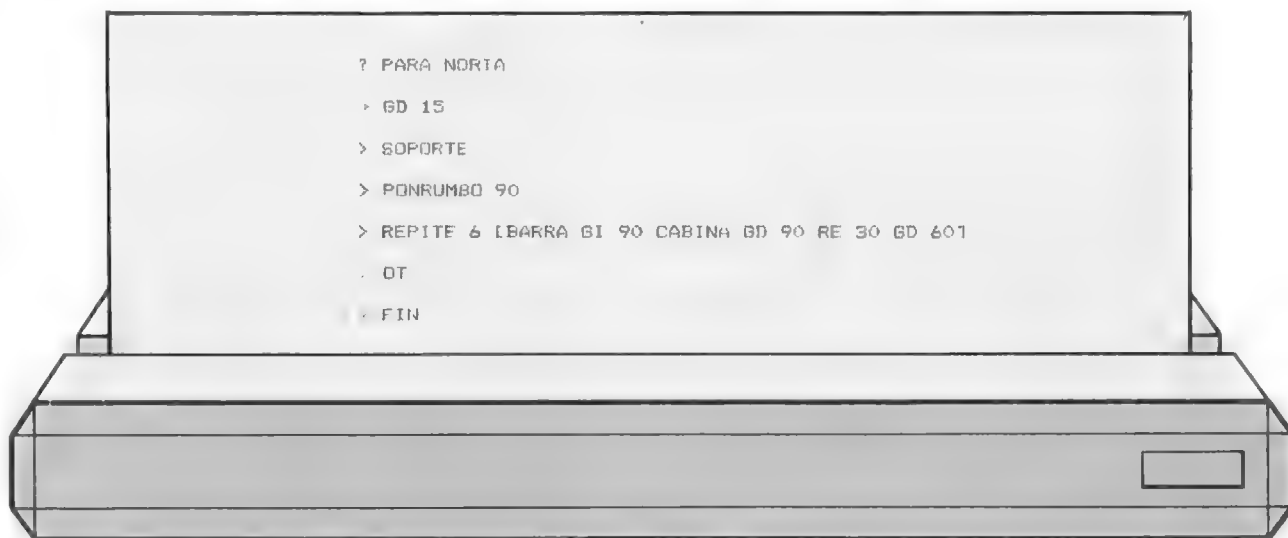 ? PARA NORIA
> GD 15
> SOPORTE
> PONRUMBO 90
> REPITE 6 [BARRA GI 90 CABINA GD 90 RE 30 GD 60]
. OT
> FIN